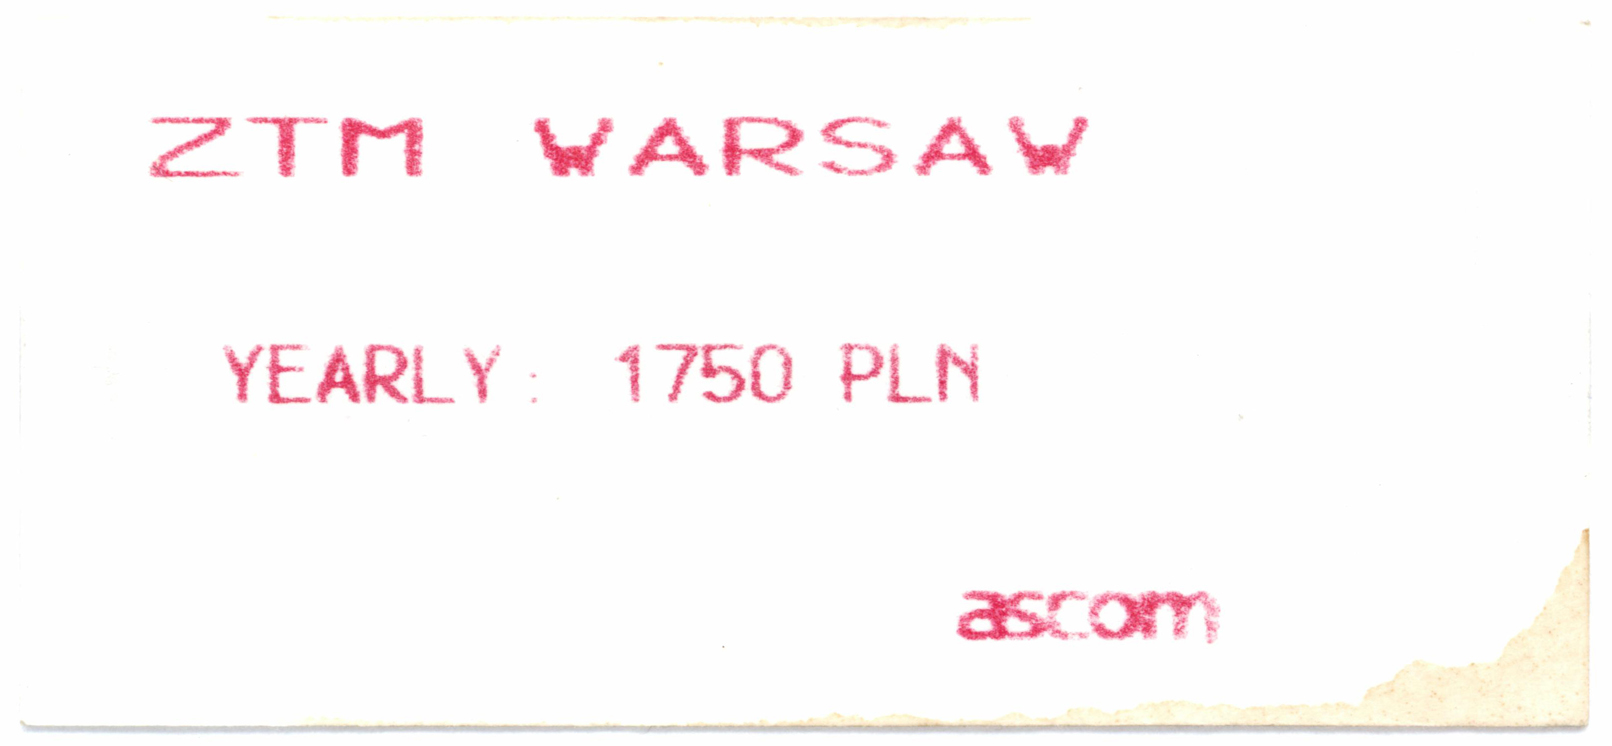 ZTM WARSAW
YEARLY: 1750 PLN
ascom